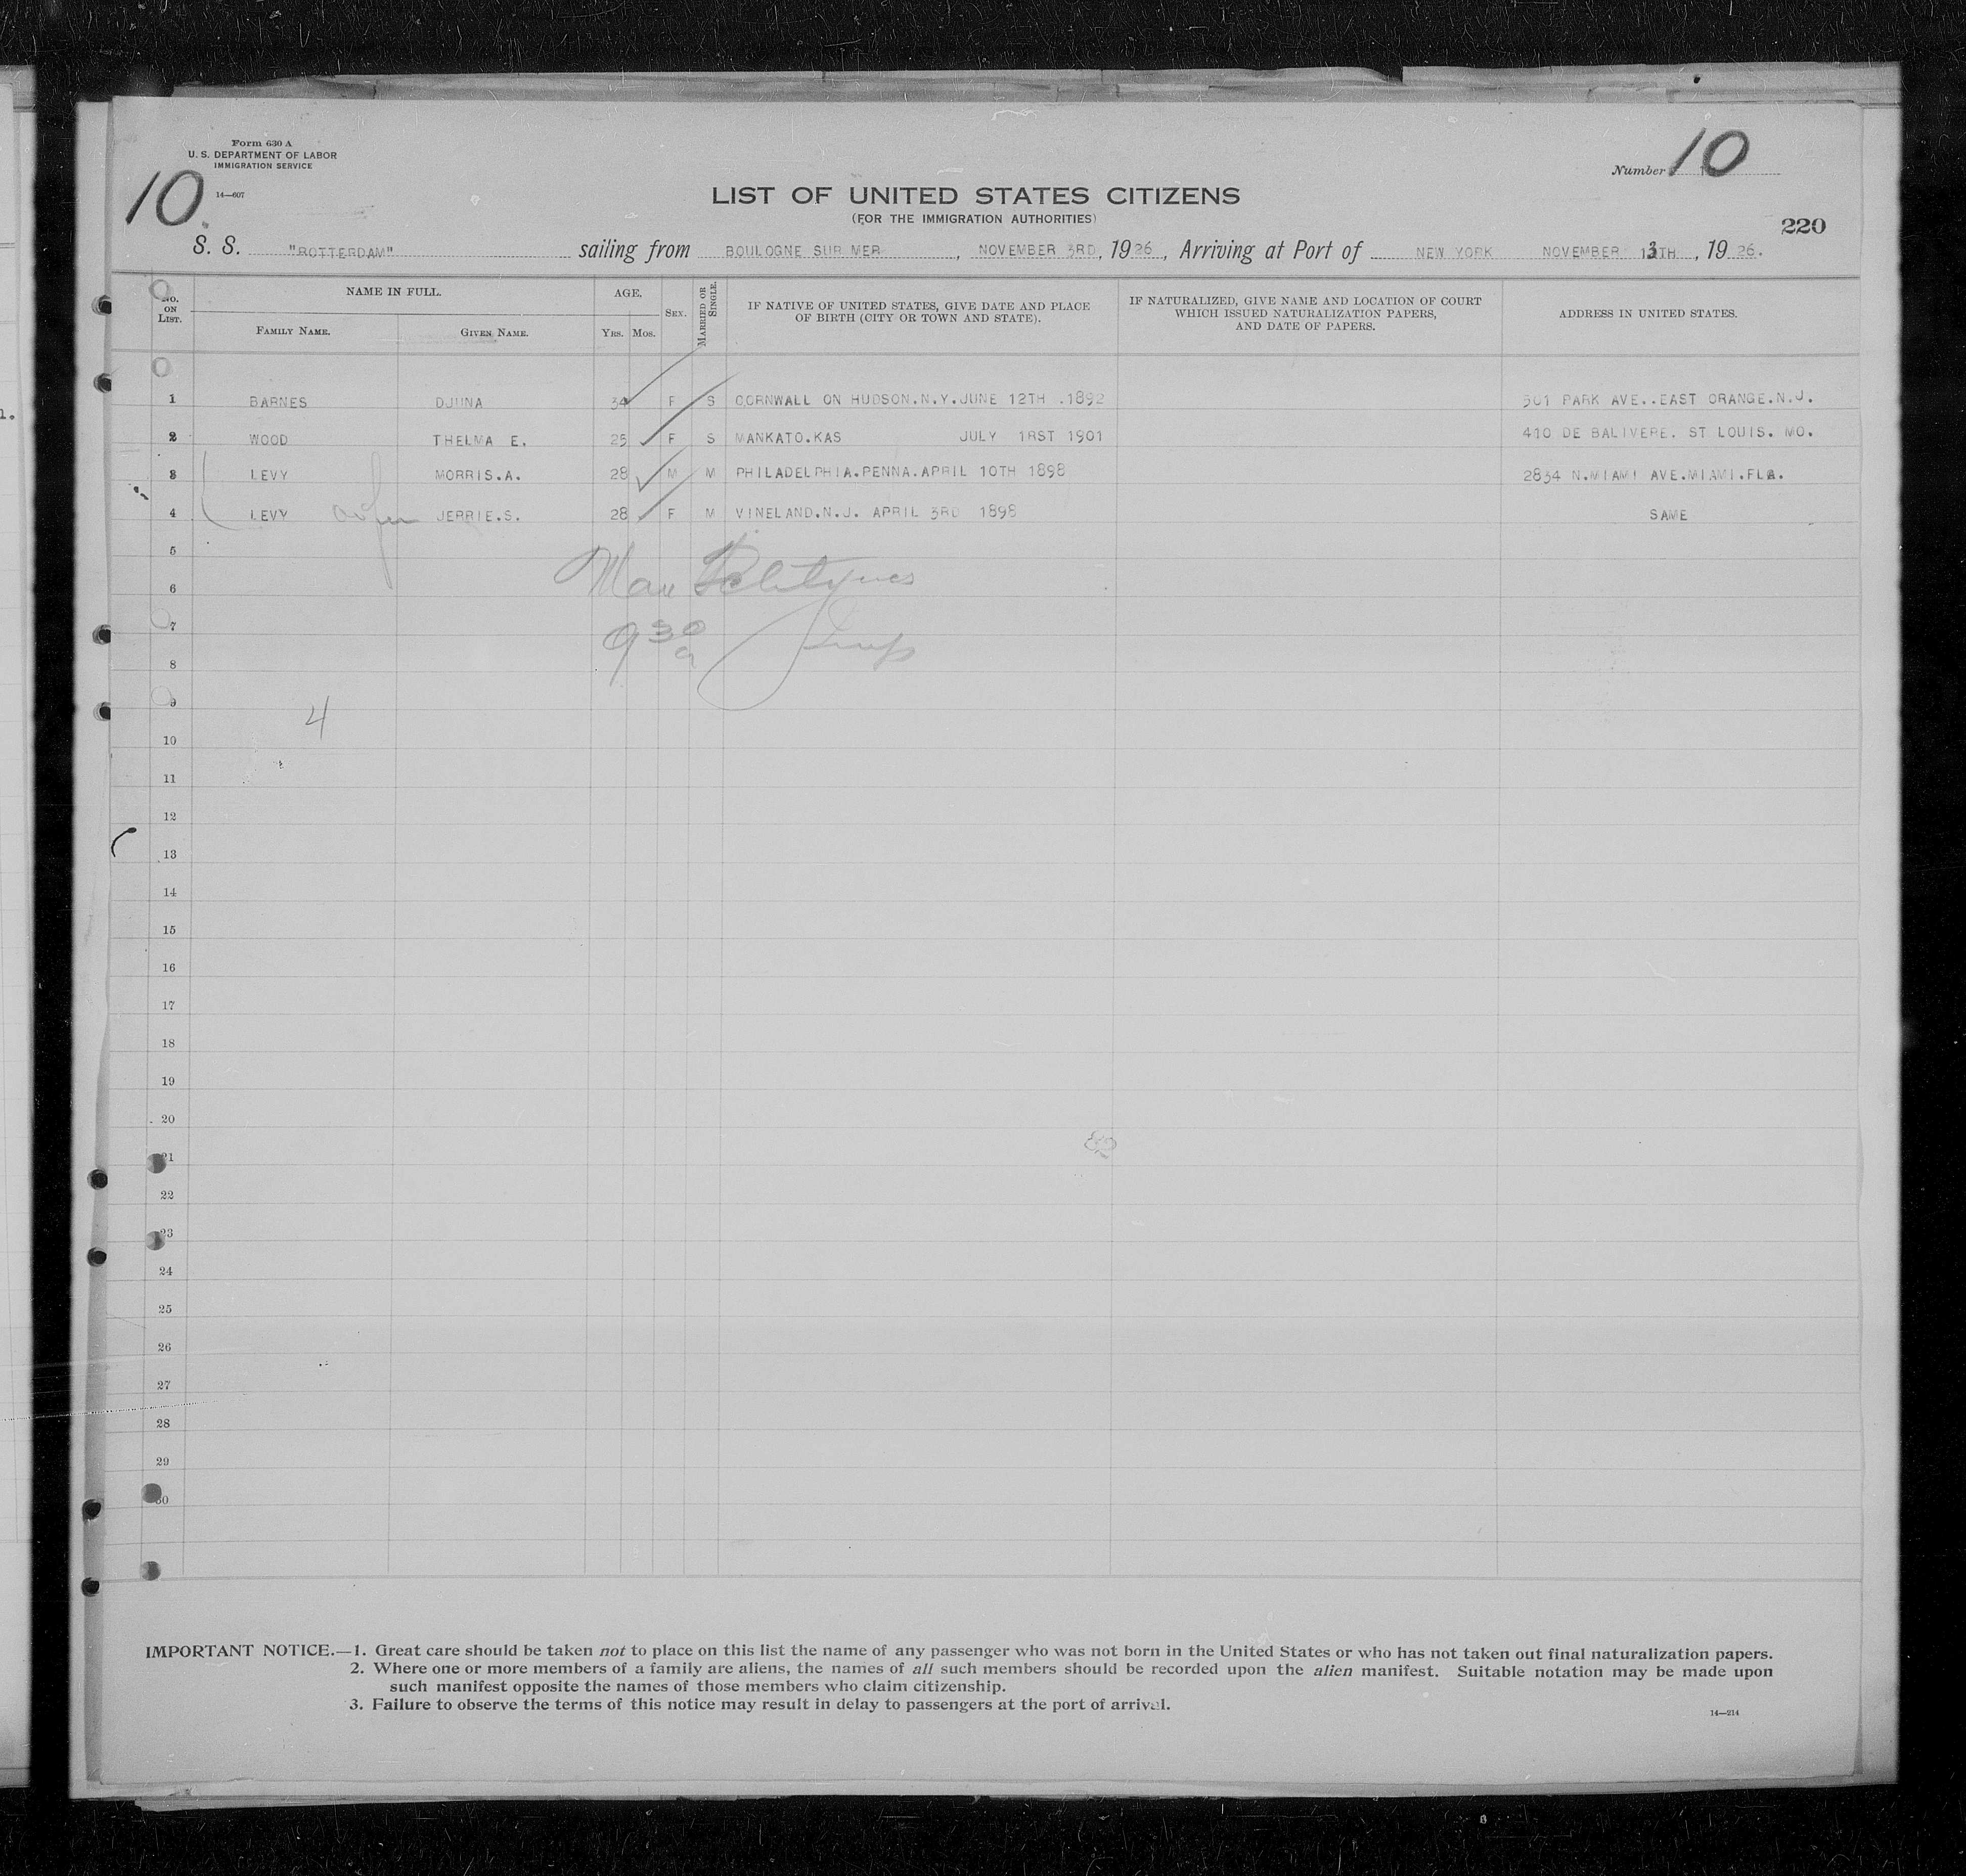 Form 630 A
U. S. DEPARTMENT OF LABOR
IMMIGRATION SERVICE
14—607
10
Number 10
LIST OF UNITED STATES CITIZENS
(FOR THE IMMIGRATION AUTHORITIES)
220
S. S. "ROTTERDAM" sailing from BOULOGNE SUR MER, NOVEMBER 3RD, 1926, Arriving at Port of NEW YORK NOVEMBER 13TH, 1926.
NO. ON LIST. NAME IN FULL. AGE. SEX. MARRIED OR SINGLE. IF NATIVE OF UNITED STATES, GIVE DATE AND PLACE OF BIRTH (CITY OR TOWN AND STATE). IF NATURALIZED, GIVE NAME AND LOCATION OF COURT WHICH ISSUED NATURALIZATION PAPERS, AND DATE OF PAPERS. ADDRESS IN UNITED STATES.
FAMILY NAME. GIVEN NAME. YRS. MOS.
1 BARNES DJUNA 34 F S CORNWALL ON HUDSON.N.Y.JUNE 12TH .1892 501 PARK AVE..EAST ORANGE.N.J.
2 WOOD THELMA E. 25 F S MANKATO.KAS JULY 1RST 1901 410 DE BALIVERE. ST LOUIS. MO.
3 LEVY MORRIS.A. 28 M M PHILADELPHIA.PENNA.APRIL 10TH 1898 2834 N.MIAMI AVE.MIAMI.FLA.
4 LEVY JERRIE.S. 28 F M VINELAND.N.J. APRIL 3RD 1898 SAME
5
6
7
930 a
8
9
4
10
11
12
13
14
15
16
17
18
19
20
21
22
23
24
25
26
27
28
29
30
IMPORTANT NOTICE.—1. Great care should be taken not to place on this list the name of any passenger who was not born in the United States or who has not taken out final naturalization papers.
2. Where one or more members of a family are aliens, the names of all such members should be recorded upon the alien manifest. Suitable notation may be made upon
such manifest opposite the names of those members who claim citizenship.
3. Failure to observe the terms of this notice may result in delay to passengers at the port of arrival.
14—214